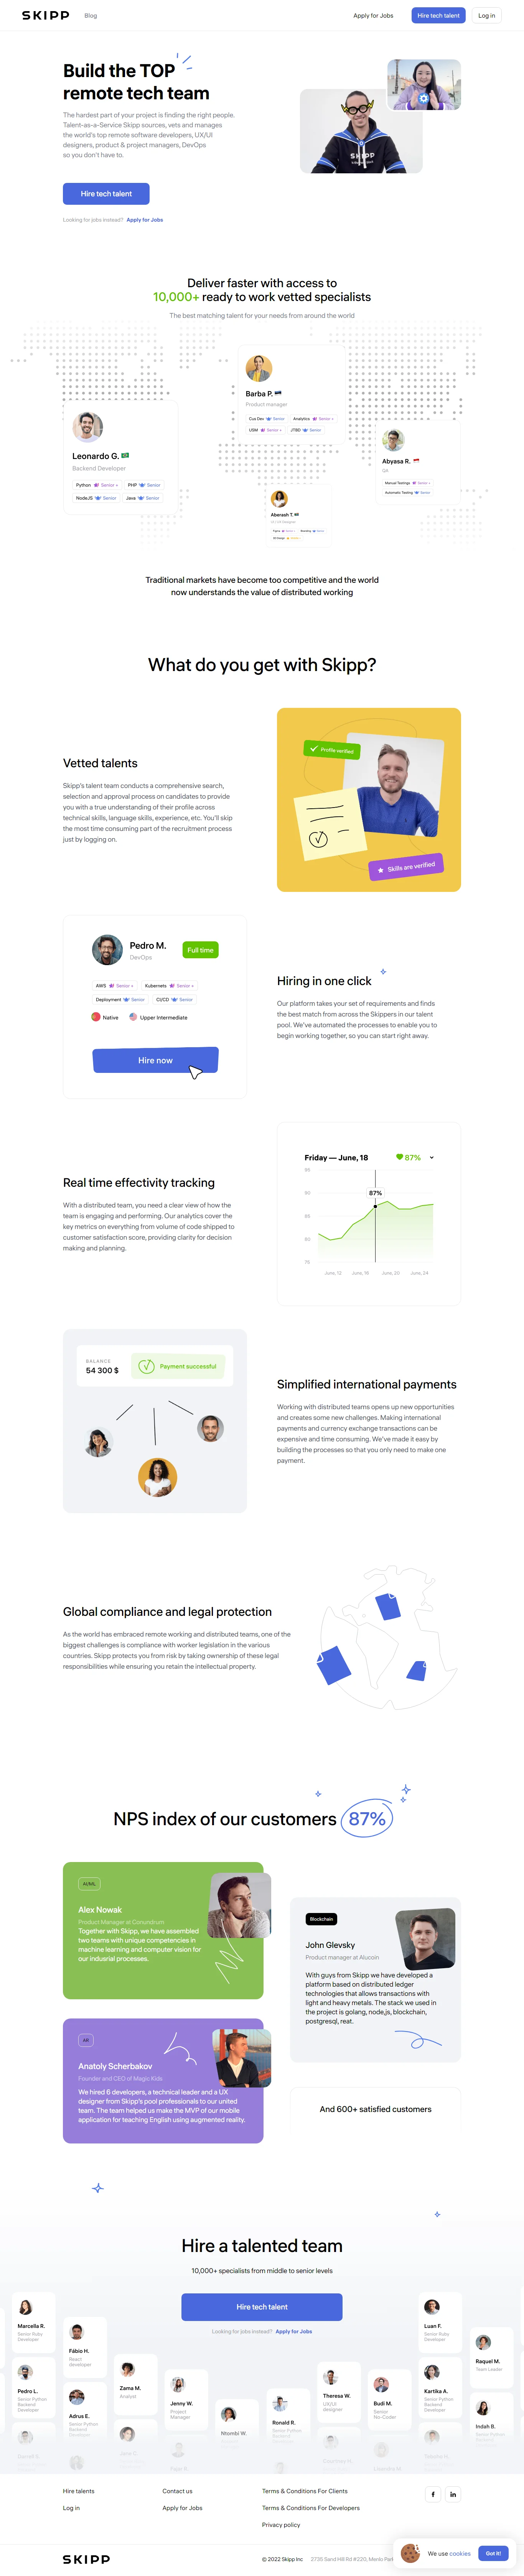 SKIPP
Blog
Apply for Jobs
Hire tech talent
Log in
Build the TOP
remote tech team
The hardest part of your project is finding the right people.
Talent-as-a-Service Skipp sources, vets and manages
the world's top remote software developers, UX/UI
designers, product & project managers, DevOps
so you don't have to.
Hire tech talent
Looking for jobs instead? Apply for Jobs
SKIPP
Deliver faster with access to
10,000+ ready to work vetted specialists
The best matching talent for your needs from around the world
Barba P.
Product manager
Cus Dev Senior Analytics Senior +
USM Senior + JTBD Senior
Leonardo G.
Backend Developer
Python Senior + PHP Senior
NodeJS Senior Java Senior
Abyasa R.
QA
Manual Testings Senior +
Automatic Testing Senior
Aberash T.
UI / UX Designer
Traditional markets have become too competitive and the world
now understands the value of distributed working
What do you get with Skipp?
Vetted talents
Skipp's talent team conducts a comprehensive search,
selection and approval process on candidates to provide
you with a true understanding of their profile across
technical skills, language skills, experience, etc. You'll skip
the most time consuming part of the recruitment process
just by logging on.
Profile verified
Skills are verified
Pedro M.
DevOps
Full time
AWS Senior + Kubernetes Senior +
Deployment Senior CI/CD Senior
Native Upper Intermediate
Hire now
Hiring in one click
Our platform takes your set of requirements and finds
the best match from across the Skippers in our talent
pool. We've automated the processes to enable you to
begin working together, so you can start right away.
Real time effectivity tracking
With a distributed team, you need a clear view of how the
team is engaging and performing. Our analytics cover the
key metrics on everything from volume of code shipped to
customer satisfaction score, providing clarity for decision
making and planning.
Friday — June, 18
87%
95
90
87%
85
80
75
June, 12 June, 16 June, 20 June, 24
BALANCE
54 300 $
Payment successful
Simplified international payments
Working with distributed teams opens up new opportunities
and creates some new challenges. Making international
payments and currency exchange transactions can be
expensive and time consuming. We've made it easy by
building the processes so that you only need to make one
payment.
Global compliance and legal protection
As the world has embraced remote working and distributed teams, one of the
biggest challenges is compliance with worker legislation in the various
countries. Skipp protects you from risk by taking ownership of these legal
responsibilities while ensuring you retain the intellectual property.
NPS index of our customers 87%
AI/ML
Alex Nowak
Product Manager at Conundrum
Together with Skipp, we have assembled
two teams with unique competencies in
machine learning and computer vision for
our indusrial processes.
Blockchain
John Glevsky
Product manager at Alucoin
With guys from Skipp we have developed a
platform based on distributed ledger
technologies that allows transactions with
light and heavy metals. The stack we used in
the project is golang, node,js, blockchain,
postgresql, reat.
AR
Anatoly Scherbakov
Founder and CEO of Magic Kids
We hired 6 developers, a technical leader and a UX
designer from Skipp's pool professionals to our united
team. The team helped us make the MVP of our mobile
application for teaching English using augmented reality.
And 600+ satisfied customers
Hire a talented team
10,000+ specialists from middle to senior levels
Hire tech talent
Looking for jobs instead? Apply for Jobs
Marcella R.
Senior Ruby
Developer
Fábio H.
React
developer
Luan F.
Senior Ruby
Developer
Raquel M.
Team Leader
Pedro L.
Senior Python
Backend
Developer
Zama M.
Analyst
Adrus E.
Senior Python
Backend
Developer
Jenny W.
Project
Manager
Ntombi W.
Ronald R.
Senior Python
Backend
Theresa W.
UX/UI
designer
Budi M.
Senior
No-Coder
Kartika A.
Senior Python
Backend
Developer
Indah B.
Hire talents
Contact us
Terms & Conditions For Clients
Log in
Apply for Jobs
Terms & Conditions For Developers
Privacy policy
f
in
SKIPP
© 2022 Skipp Inc
2735 Sand Hill Rd #220, Menlo Park
We use cookies
Got it!